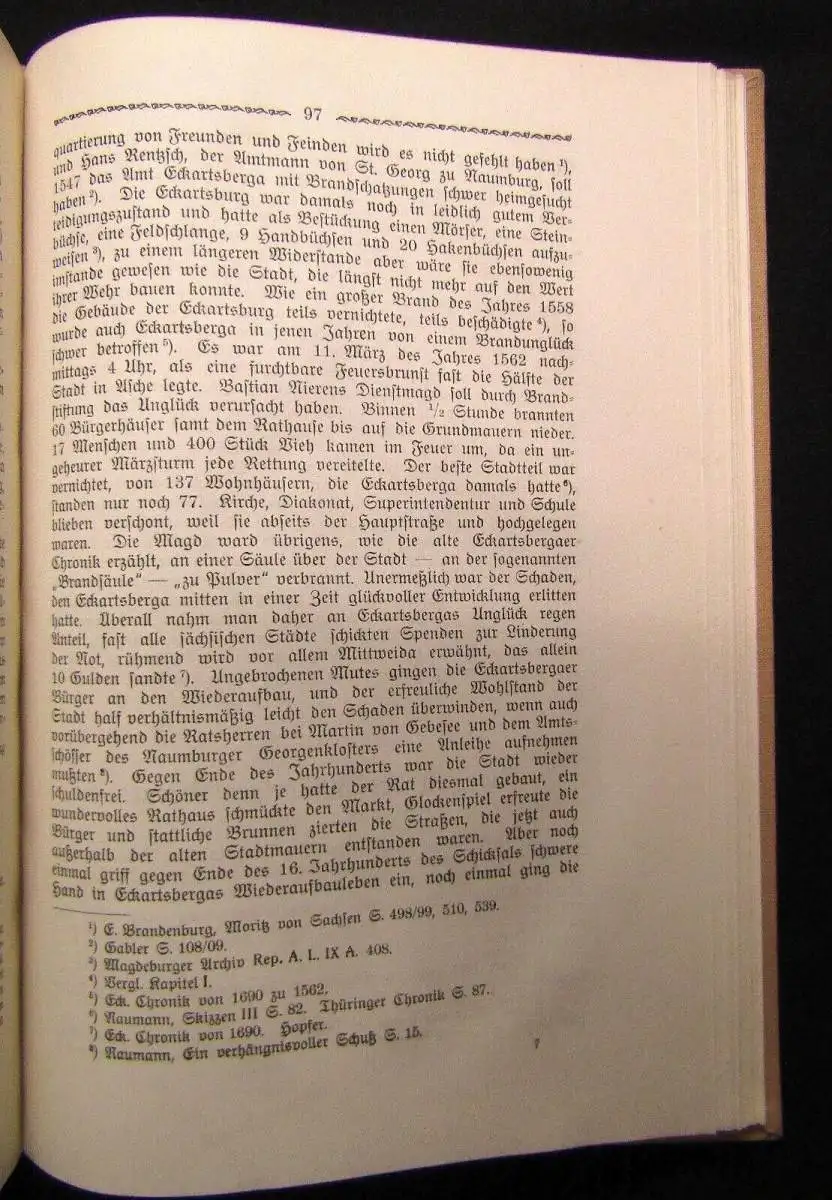 97
quartierung von Freunden und Feinden wird es nicht gefehlt haben¹),
und Hans Rentzsch, der Amtmann von St. Georg zu Naumburg, soll
1547 das Amt Eckartsberga mit Brandschatzungen schwer heimgesucht
haben²). Die Eckartsburg war damals noch in leidlich gutem Ver-
teidigungszustand und hatte als Bestückung einen Mörser, eine Stein-
büchse, eine Feldschlange, 9 Handbüchsen und 20 Hakenbüchsen aufzu-
weisen³), zu einem längeren Widerstande aber wäre sie ebensowenig
imstande gewesen wie die Stadt, die längst nicht mehr auf den Wert
ihrer Wehr bauen konnte. Wie ein großer Brand des Jahres 1558
die Gebäude der Eckartsburg teils vernichtete, teils beschädigte⁴), so
wurde auch Eckartsberga in jenen Jahren von einem Brandunglück
schwer betroffen⁵). Es war am 11. März des Jahres 1562 nach-
mittags 4 Uhr, als eine furchtbare Feuersbrunst fast die Hälfte der
Stadt in Asche legte. Bastian Nierens Dienstmagd soll durch Brand-
stiftung das Unglück verursacht haben. Binnen ½ Stunde brannten
60 Bürgerhäuser samt dem Rathause bis auf die Grundmauern nieder.
17 Menschen und 400 Stück Vieh kamen im Feuer um, da ein un-
geheurer Märzsturm jede Rettung vereitelte. Der beste Stadtteil war
vernichtet, von 137 Wohnhäusern, die Eckartsberga damals hatte⁶),
standen nur noch 77. Kirche, Diakonat, Superintendentur und Schule
blieben verschont, weil sie abseits der Hauptstraße und hochgelegen
waren. Die Magd ward übrigens, wie die alte Eckartsbergaer
Chronik erzählt, an einer Säule über der Stadt — an der sogenannten
„Brandsäule“ — „zu Pulver“ verbrannt. Unermeßlich war der Schaden,
den Eckartsberga mitten in einer Zeit glückvoller Entwicklung erlitten
hatte. Überall nahm man daher an Eckartsbergas Unglück regen
Anteil, fast alle sächsischen Städte schickten Spenden zur Linderung
der Not, rühmend wird vor allem Mittweida erwähnt, das allein
10 Gulden sandte⁷). Ungebrochenen Mutes gingen die Eckartsbergaer
Bürger an den Wiederaufbau, und der erfreuliche Wohlstand der
Stadt half verhältnismäßig leicht den Schaden überwinden, wenn auch
vorübergehend die Ratsherren bei Martin von Gebesee und dem Amts-
schösser des Naumburger Georgenklosters eine Anleihe aufnehmen
mußten⁸). Gegen Ende des Jahrhunderts war die Stadt wieder
schuldenfrei. Schöner denn je hatte der Rat diesmal gebaut, ein
wundervolles Rathaus schmückte den Markt, Glockenspiel erfreute die
Bürger und stattliche Brunnen zierten die Straßen, die jetzt auch
außerhalb der alten Stadtmauern entstanden waren. Aber noch
einmal griff gegen Ende des 16. Jahrhunderts des Schicksals schwere
Hand in Eckartsbergas Wiederaufbauleben ein, noch einmal ging die
¹) E. Brandenburg, Moritz von Sachsen S. 498/99, 510, 539.
²) Gabler S. 108/09.
³) Magdeburger Archiv Rep. A. L. IX A. 408.
⁴) Vergl. Kapitel I.
⁵) Eck. Chronik von 1690 zu 1562.
⁶) Naumann, Skizzen III S. 82. Thüringer Chronik S. 87.
⁷) Eck. Chronik von 1690. Hopfer.
⁸) Naumann, Ein verhängnisvoller Schuß S. 15.
7